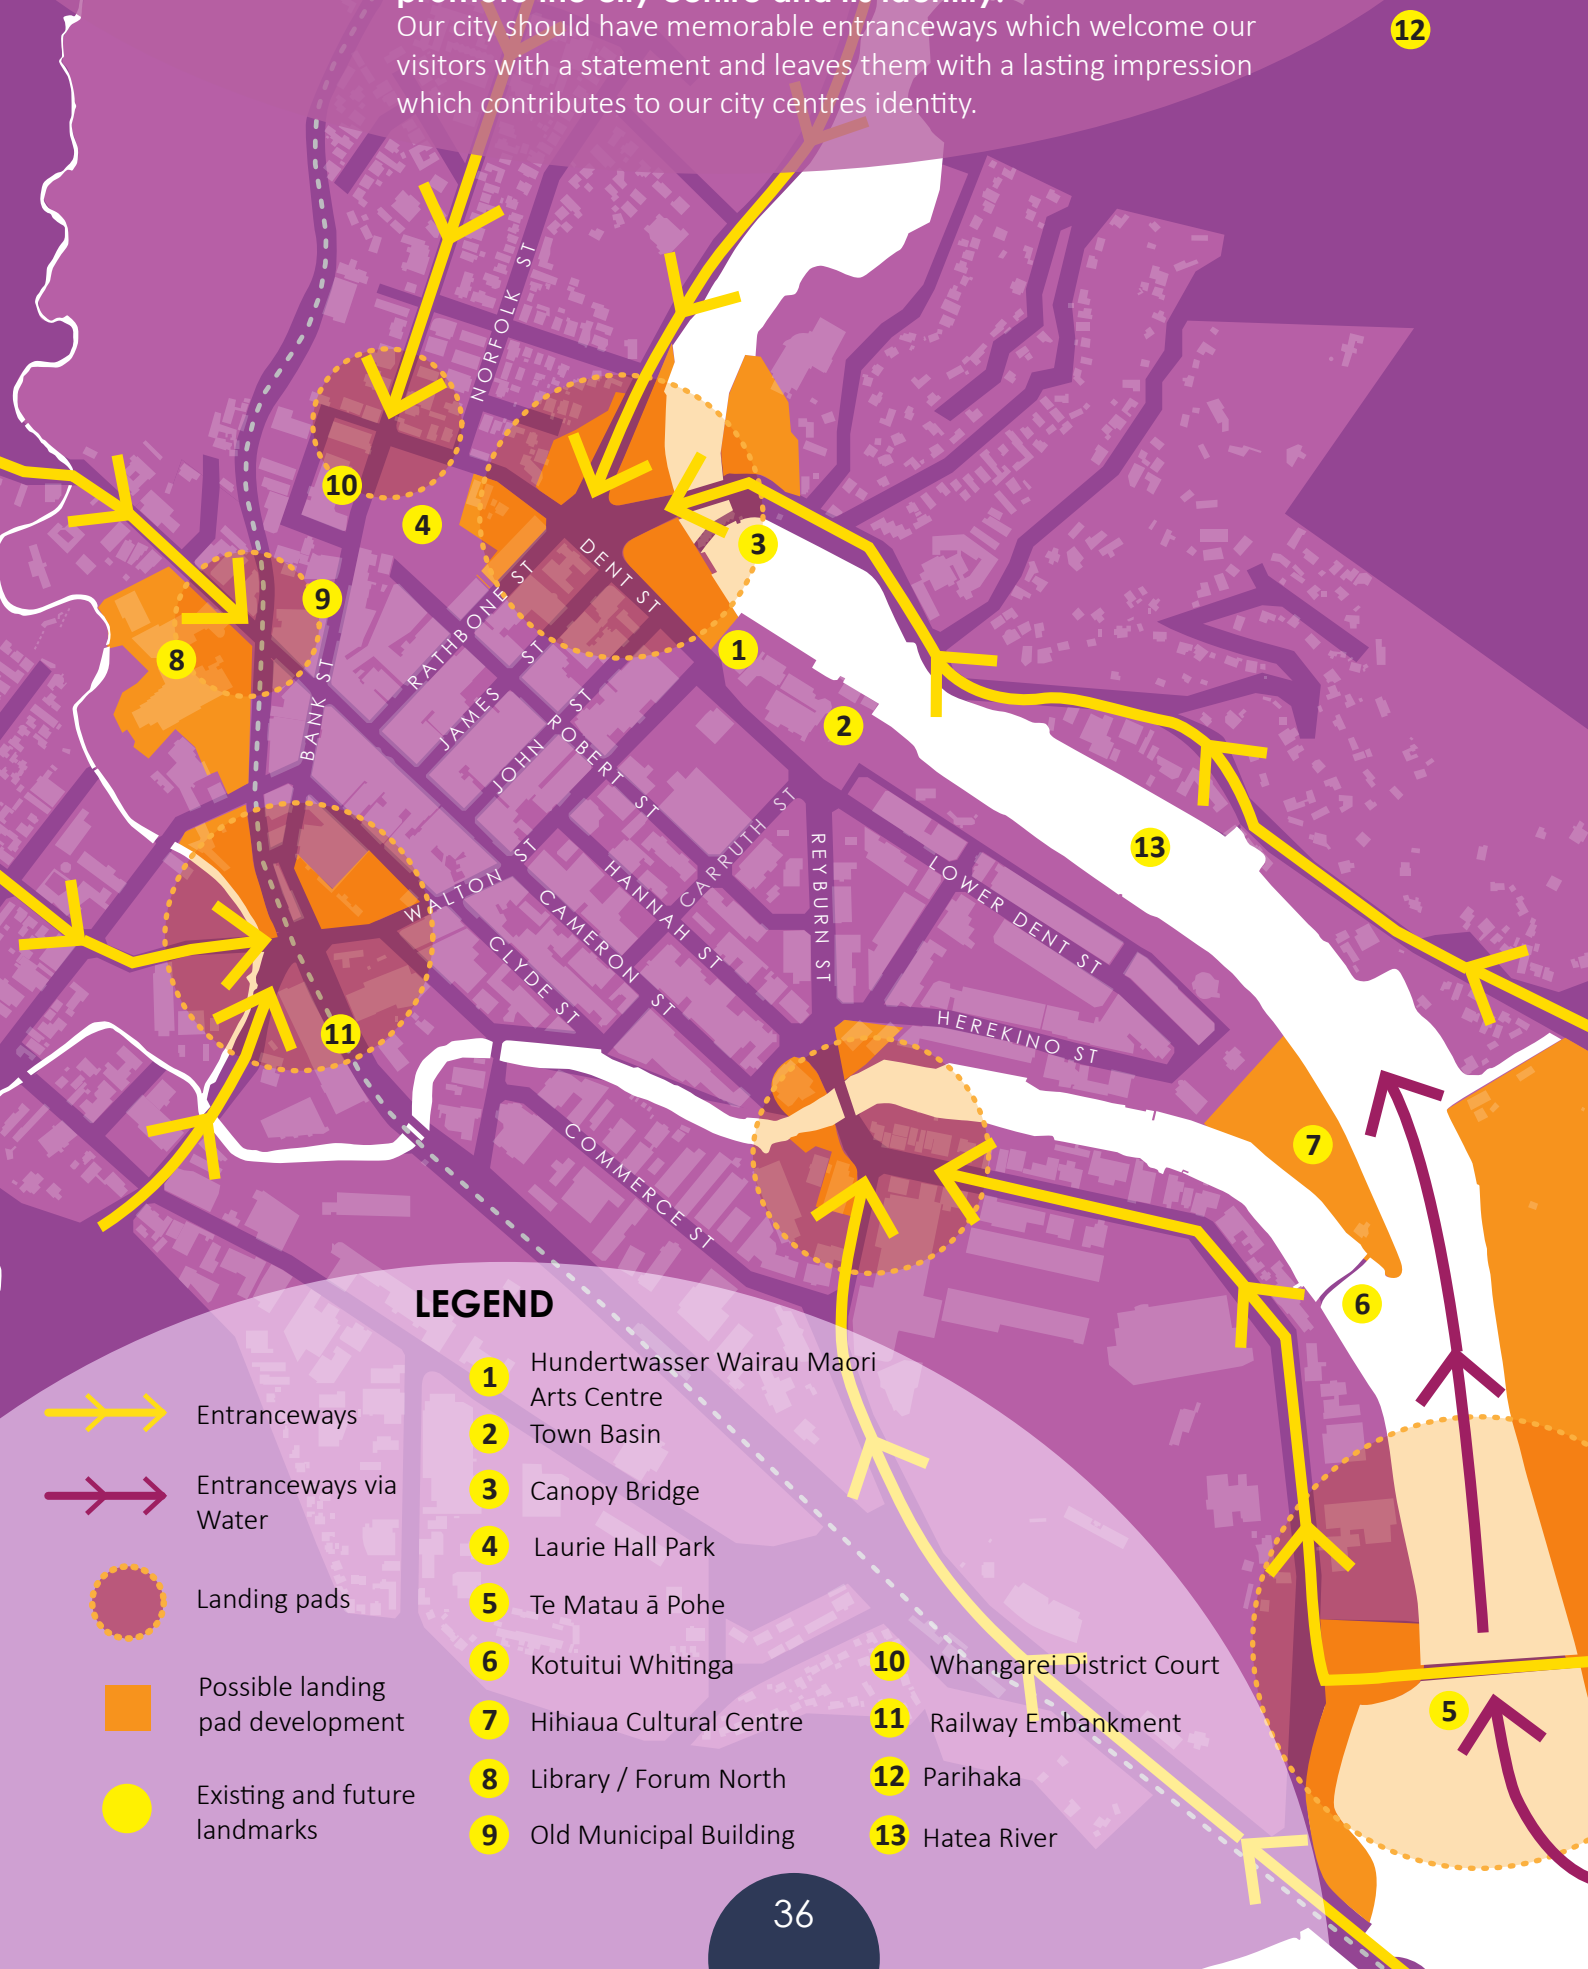 promote the city centre and its identity.
Our city should have memorable entranceways which welcome our
visitors with a statement and leaves them with a lasting impression
which contributes to our city centres identity.
12
NORFOLK ST
10
4
3
DENT ST
9
RATHBONE ST
8
1
BANK ST
JAMES ST
JOHN ST
ROBERT ST
2
CARRUTH ST
13
WALTON ST
REYBURN ST
HANNAH ST
LOWER DENT ST
CAMERON ST
CLYDE ST
11
HEREKINO ST
7
COMMERCE ST
6
5
LEGEND
Entranceways
Entranceways via
Water
Landing pads
Possible landing
pad development
Existing and future
landmarks
1 Hundertwasser Wairau Maori
Arts Centre
2 Town Basin
3 Canopy Bridge
4 Laurie Hall Park
5 Te Matau ā Pohe
6 Kotuitui Whitinga
7 Hihiaua Cultural Centre
8 Library / Forum North
9 Old Municipal Building
10 Whangarei District Court
11 Railway Embankment
12 Parihaka
13 Hatea River
36